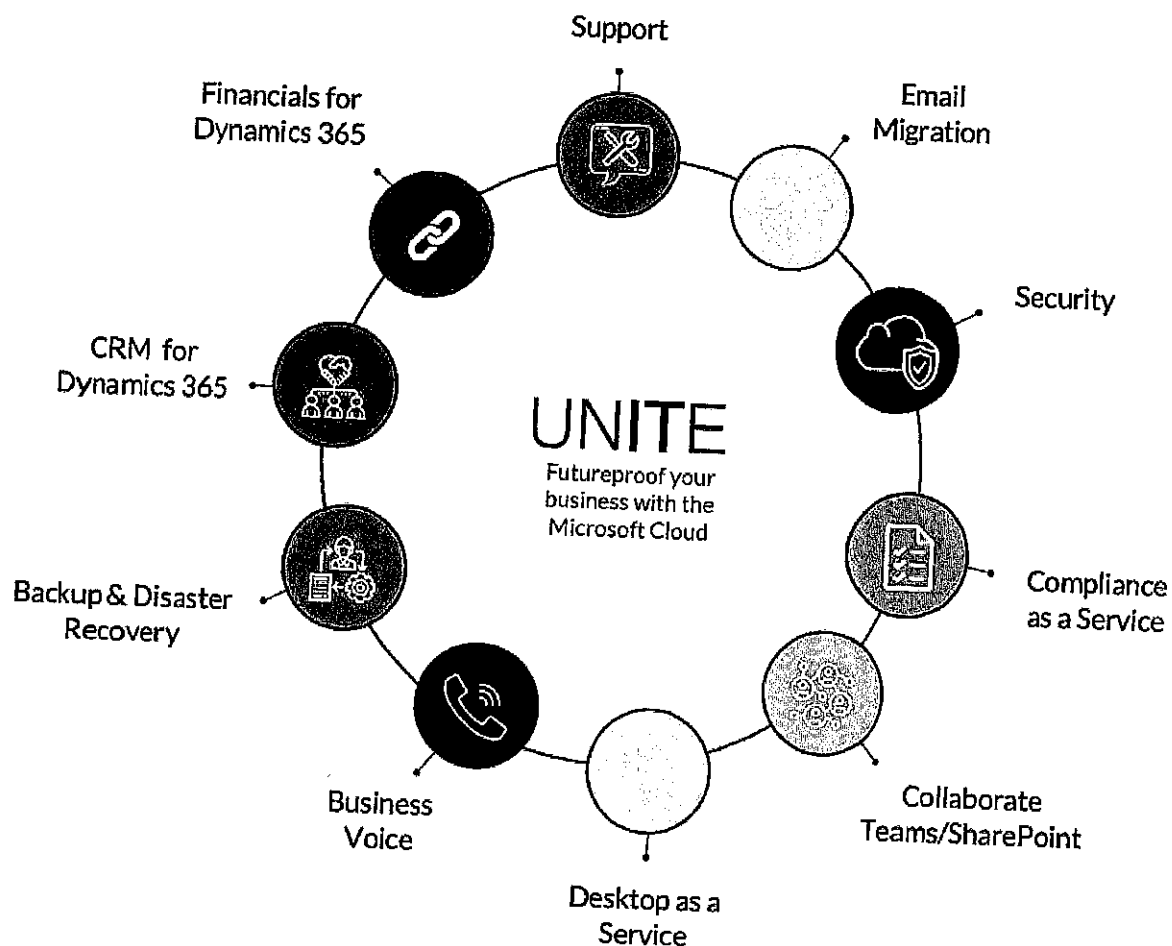 Support
Email
Migration
Security
Compliance
as a Service
Collaborate
Teams/SharePoint
Desktop as a
Service
Business
Voice
Backup & Disaster
Recovery
CRM for
Dynamics 365
Financials for
Dynamics 365
UNITE
Futureproof your
business with the
Microsoft Cloud